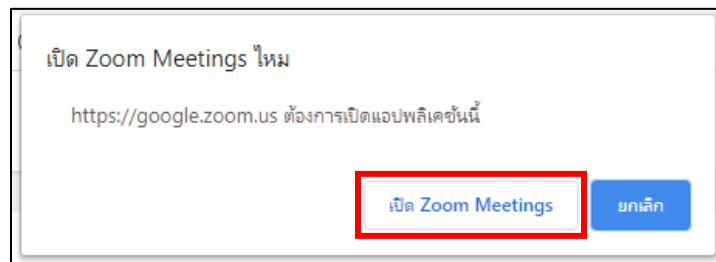 เปิด Zoom Meetings ไหม
https://google.zoom.us ต้องการเปิดแอปพลิเคชันนี้
เปิด Zoom Meetings ยกเลิก